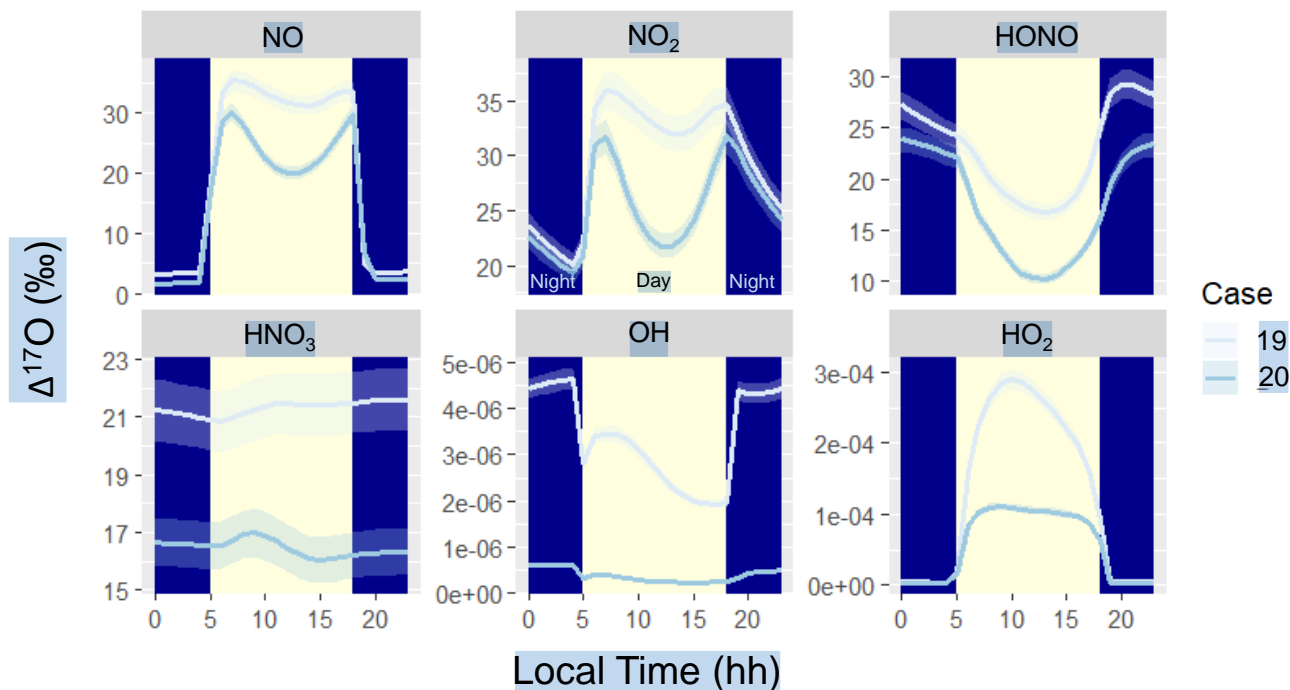 NO NO₂ HONO
30
20
10
0
35
30
25
20
Night Day Night
30
25
20
15
10
Δ¹⁷O (‰)
HNO₃ OH HO₂
23
21
19
17
15
5e-06
4e-06
3e-06
2e-06
1e-06
0e+00
3e-04
2e-04
1e-04
0e+00
0 5 10 15 20
0 5 10 15 20
0 5 10 15 20
Local Time (hh)
Case
19
20